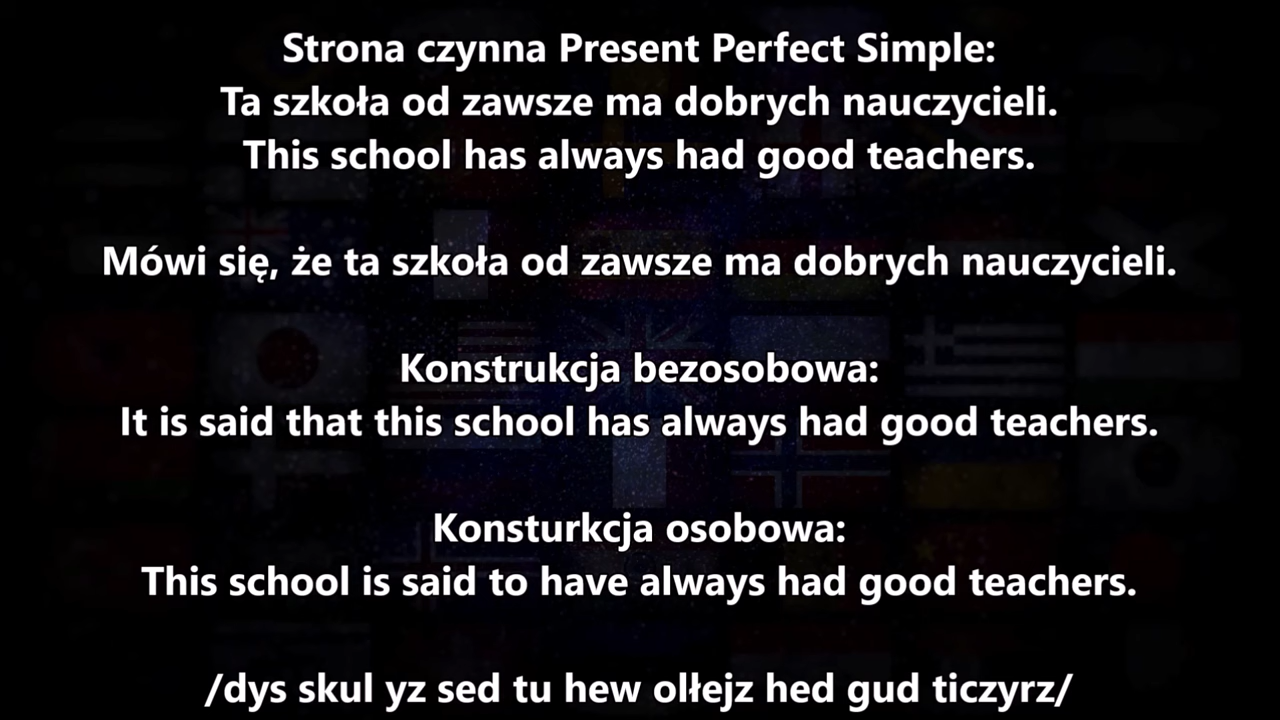 Strona czynna Present Perfect Simple:
Ta szkoła od zawsze ma dobrych nauczycieli.
This school has always had good teachers.
Mówi się, że ta szkoła od zawsze ma dobrych nauczycieli.
Konstrukcja bezosobowa:
It is said that this school has always had good teachers.
Konsturkcja osobowa:
This school is said to have always had good teachers.
/dys skul yz sed tu hew olłejz hed gud ticzyrz/